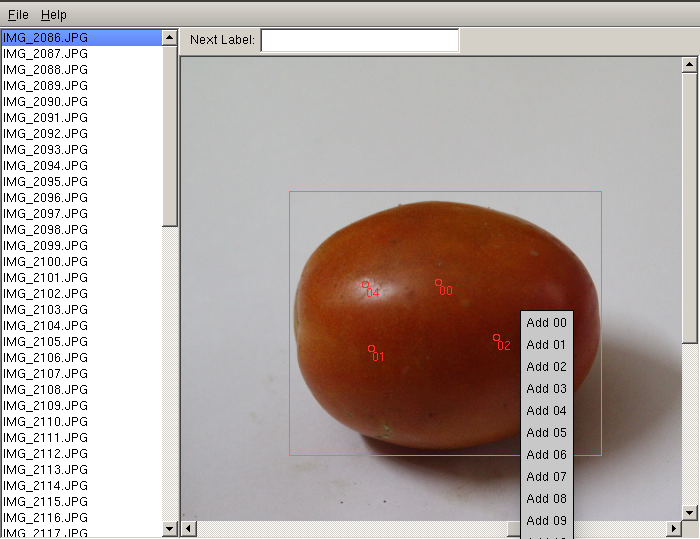 File Help
Next Label:
IMG_2086.JPG
IMG_2087.JPG
IMG_2088.JPG
IMG_2089.JPG
IMG_2090.JPG
IMG_2091.JPG
IMG_2092.JPG
IMG_2093.JPG
IMG_2094.JPG
IMG_2095.JPG
IMG_2096.JPG
IMG_2097.JPG
IMG_2098.JPG
IMG_2099.JPG
IMG_2100.JPG
IMG_2101.JPG
IMG_2102.JPG
IMG_2103.JPG
IMG_2104.JPG
IMG_2105.JPG
IMG_2106.JPG
IMG_2107.JPG
IMG_2108.JPG
IMG_2109.JPG
IMG_2110.JPG
IMG_2111.JPG
IMG_2112.JPG
IMG_2113.JPG
IMG_2114.JPG
IMG_2115.JPG
IMG_2116.JPG
IMG_2117.JPG
04
00
02
01
Add 00
Add 01
Add 02
Add 03
Add 04
Add 05
Add 06
Add 07
Add 08
Add 09